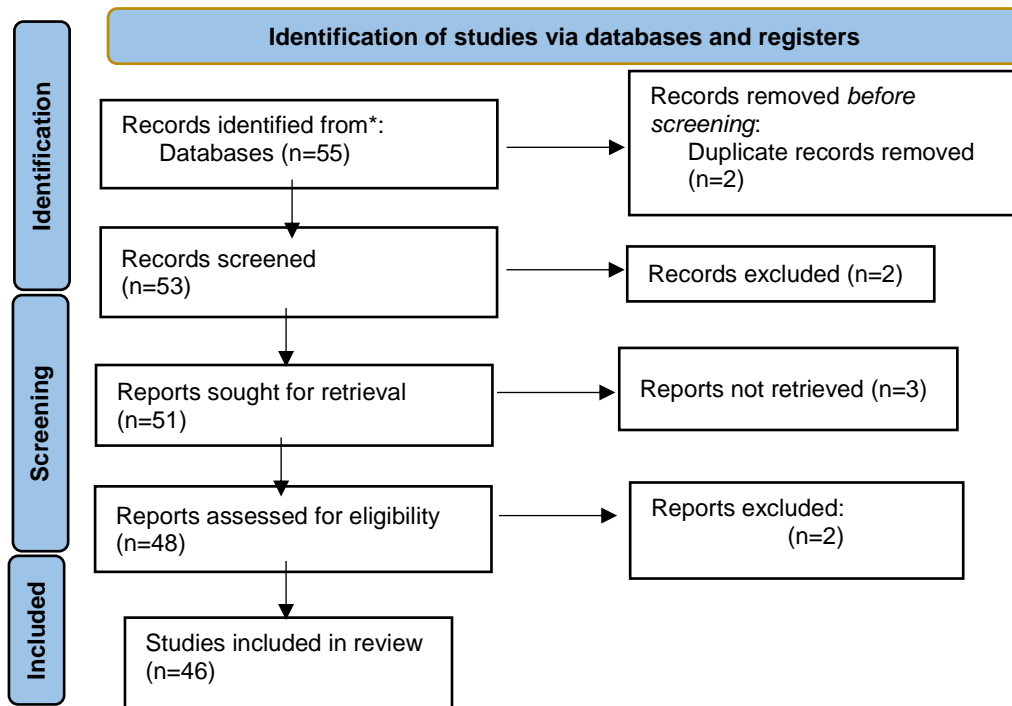 Identification of studies via databases and registers
Identification
Records identified from*:
Databases (n=55)
Records removed before
screening:
Duplicate records removed
(n=2)
Records screened
(n=53)
Records excluded (n=2)
Screening
Reports sought for retrieval
(n=51)
Reports not retrieved (n=3)
Reports assessed for eligibility
(n=48)
Reports excluded:
(n=2)
Included
Studies included in review
(n=46)